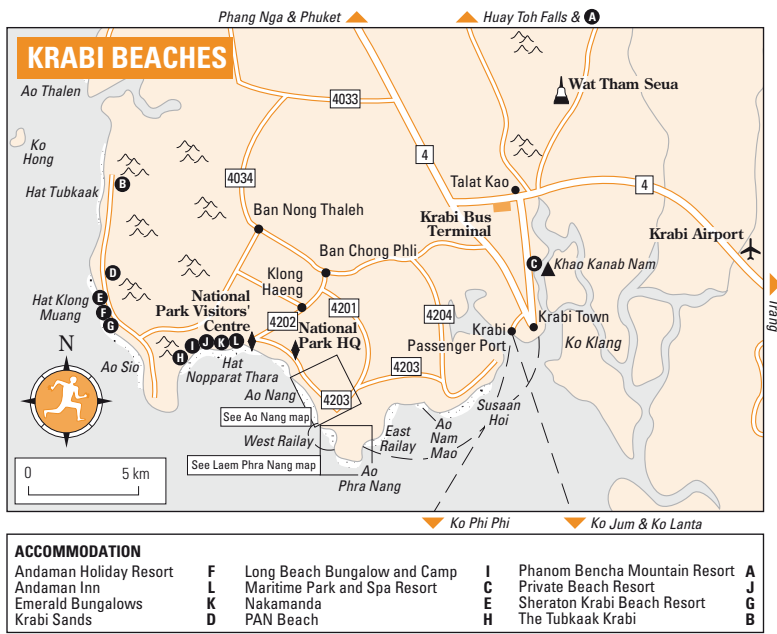 Phang Nga & Phuket
Huay Toh Falls & A
KRABI BEACHES
Ao Thalen
Wat Tham Seua
4033
Ko
Hong
4
4034
Talat Kao
4
Hat Tubkaak
B
Ban Nong Thaleh
Krabi Bus
Terminal
Krabi Airport
Ban Chong Phli
C
Khao Kanab Nam
D
Klong
Haeng
Trang
E
Hat Klong
Muang
F
G
National
Park Visitors'
Centre
4201
4202
4204
National
Park HQ
Krabi
Passenger Port
Krabi Town
Ko Klang
N
H
I
J
K
L
Hat
Nopparat Thara
Ao Sio
4203
Ao Nang
4203
See Ao Nang map
Susaan
Hoi
West Railay
East
Railay
Ao
Nam
Mao
See Laem Phra Nang map
Ao
Phra Nang
0 5 km
Ko Phi Phi
Ko Jum & Ko Lanta
ACCOMMODATION
Andaman Holiday Resort F
Andaman Inn L
Emerald Bungalows K
Krabi Sands D
Long Beach Bungalow and Camp I
Maritime Park and Spa Resort C
Nakamanda E
PAN Beach H
Phanom Bencha Mountain Resort A
Private Beach Resort J
Sheraton Krabi Beach Resort G
The Tubkaak Krabi B